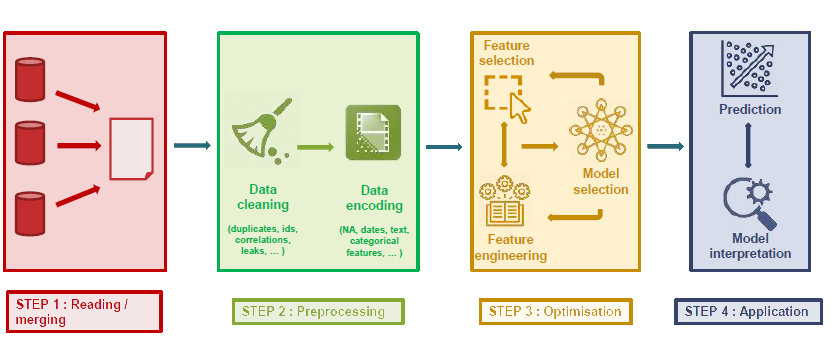 Feature
selection
Data
cleaning
(duplicates, ids,
correlations,
leaks, ... )
Data
encoding
(NA, dates, text,
categorical
features, ... )
Model
selection
Feature
engineering
Prediction
Model
interpretation
STEP 1 : Reading /
merging
STEP 2 : Preprocessing
STEP 3 : Optimisation
STEP 4 : Application